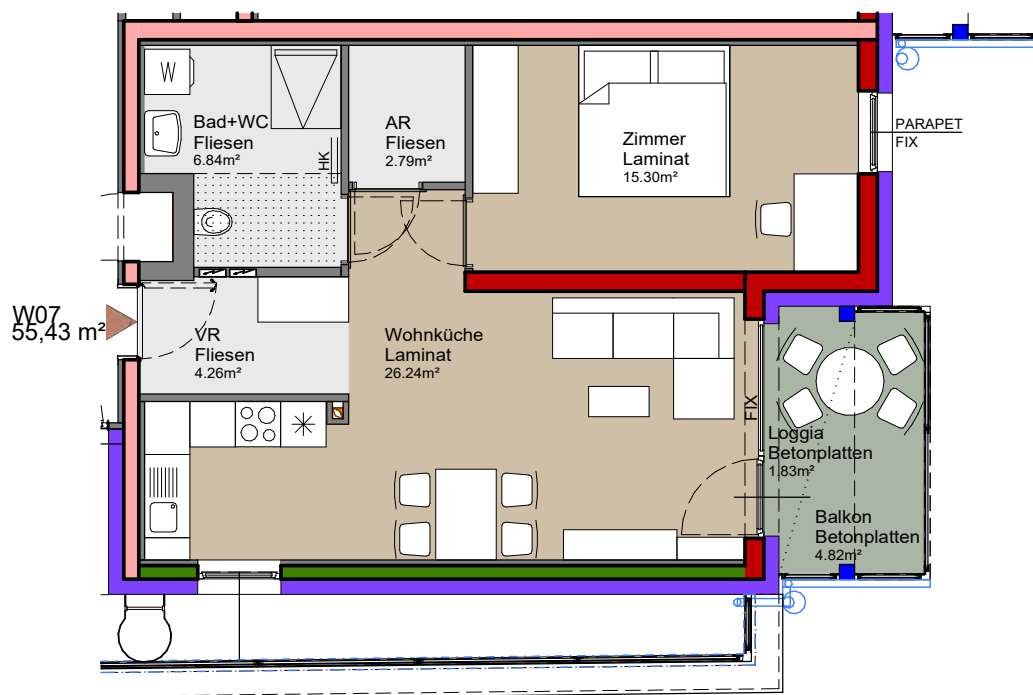 W
Bad+WC
Fliesen
6.84m²
HK
AR
Fliesen
2.79m²
Zimmer
Laminat
15.30m²
PARAPET
FIX
W07
55,43 m²
VR
Fliesen
4.26m²
Wohnküche
Laminat
26.24m²
FIX
Loggia
Betonplatten
1.83m²
Balkon
Betonplatten
4.82m²